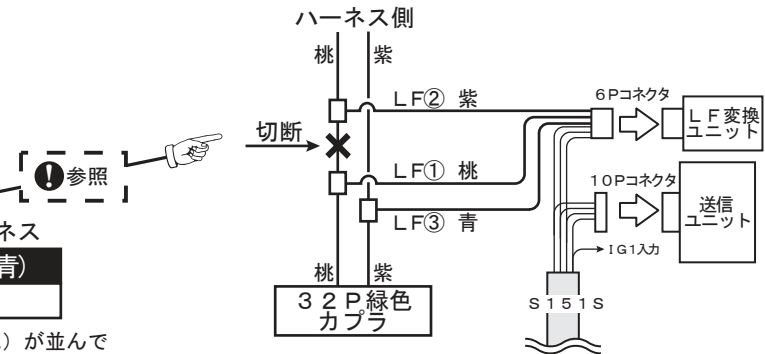 ハーネス側
桃 紫
LF② 紫
切断
LF① 桃
LF③ 青
桃 紫
３２Ｐ緑色
カプラ
６Ｐコネクタ
ＬＦ変換
ユニット
１０Ｐコネクタ
送信
ユニット
ＩＧ１入力
Ｓ１５１Ｓ
参照
ネス
青）
）が並んで